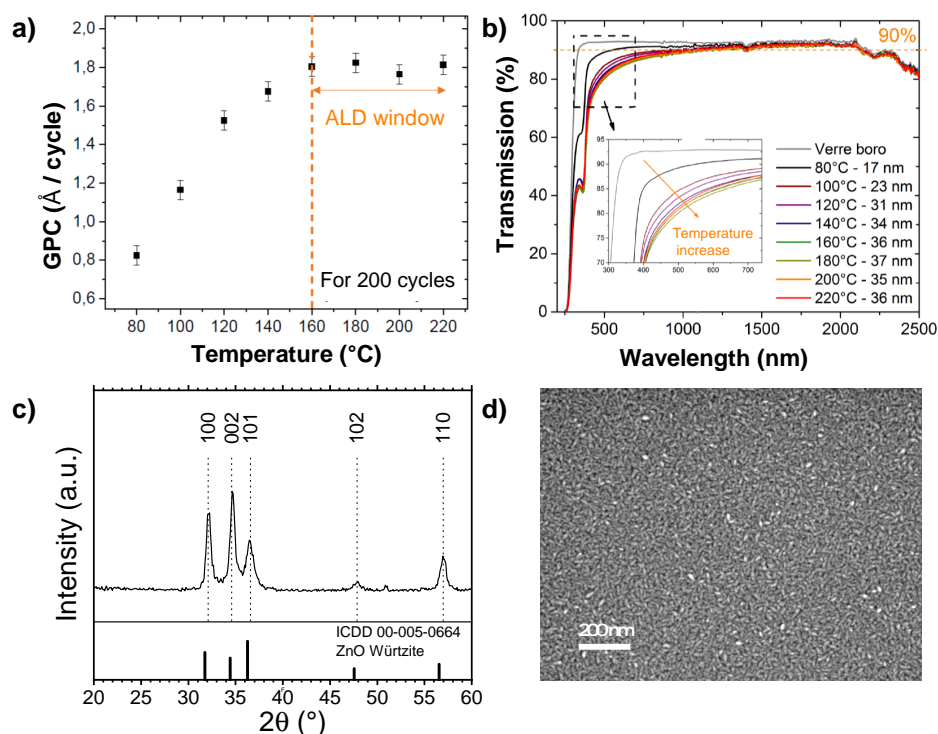 a)
GPC (Å / cycle)
2,0
1,8
1,6
1,4
1,2
1,0
0,8
0,6
ALD window
For 200 cycles
80 100 120 140 160 180 200 220
Temperature (°C)
b)
Transmission (%)
100
80
60
40
20
0
90%
95
90
85
80
75
70
300 400 500 600 700
Temperature
increase
Verre boro
80°C - 17 nm
100°C - 23 nm
120°C - 31 nm
140°C - 34 nm
160°C - 36 nm
180°C - 37 nm
200°C - 35 nm
220°C - 36 nm
500 1000 1500 2000 2500
Wavelength (nm)
c)
Intensity (a.u.)
100
002
101
102
110
ICDD 00-005-0664
ZnO Würtzite
20 25 30 35 40 45 50 55 60
2θ (°)
d)
200nm